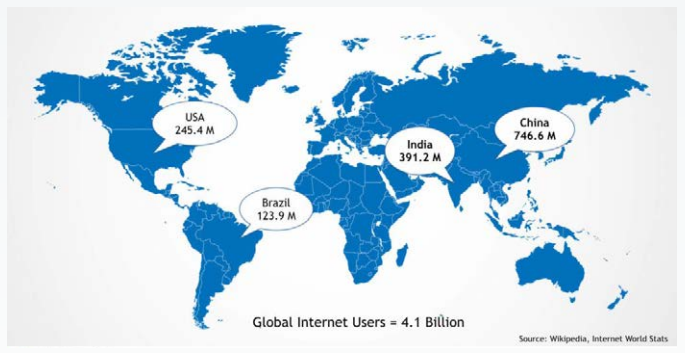 USA
245.4 M
China
746.6 M
India
391.2 M
Brazil
123.9 M
Global Internet Users = 4.1 Billion
Source: Wikipedia, Internet World Stats